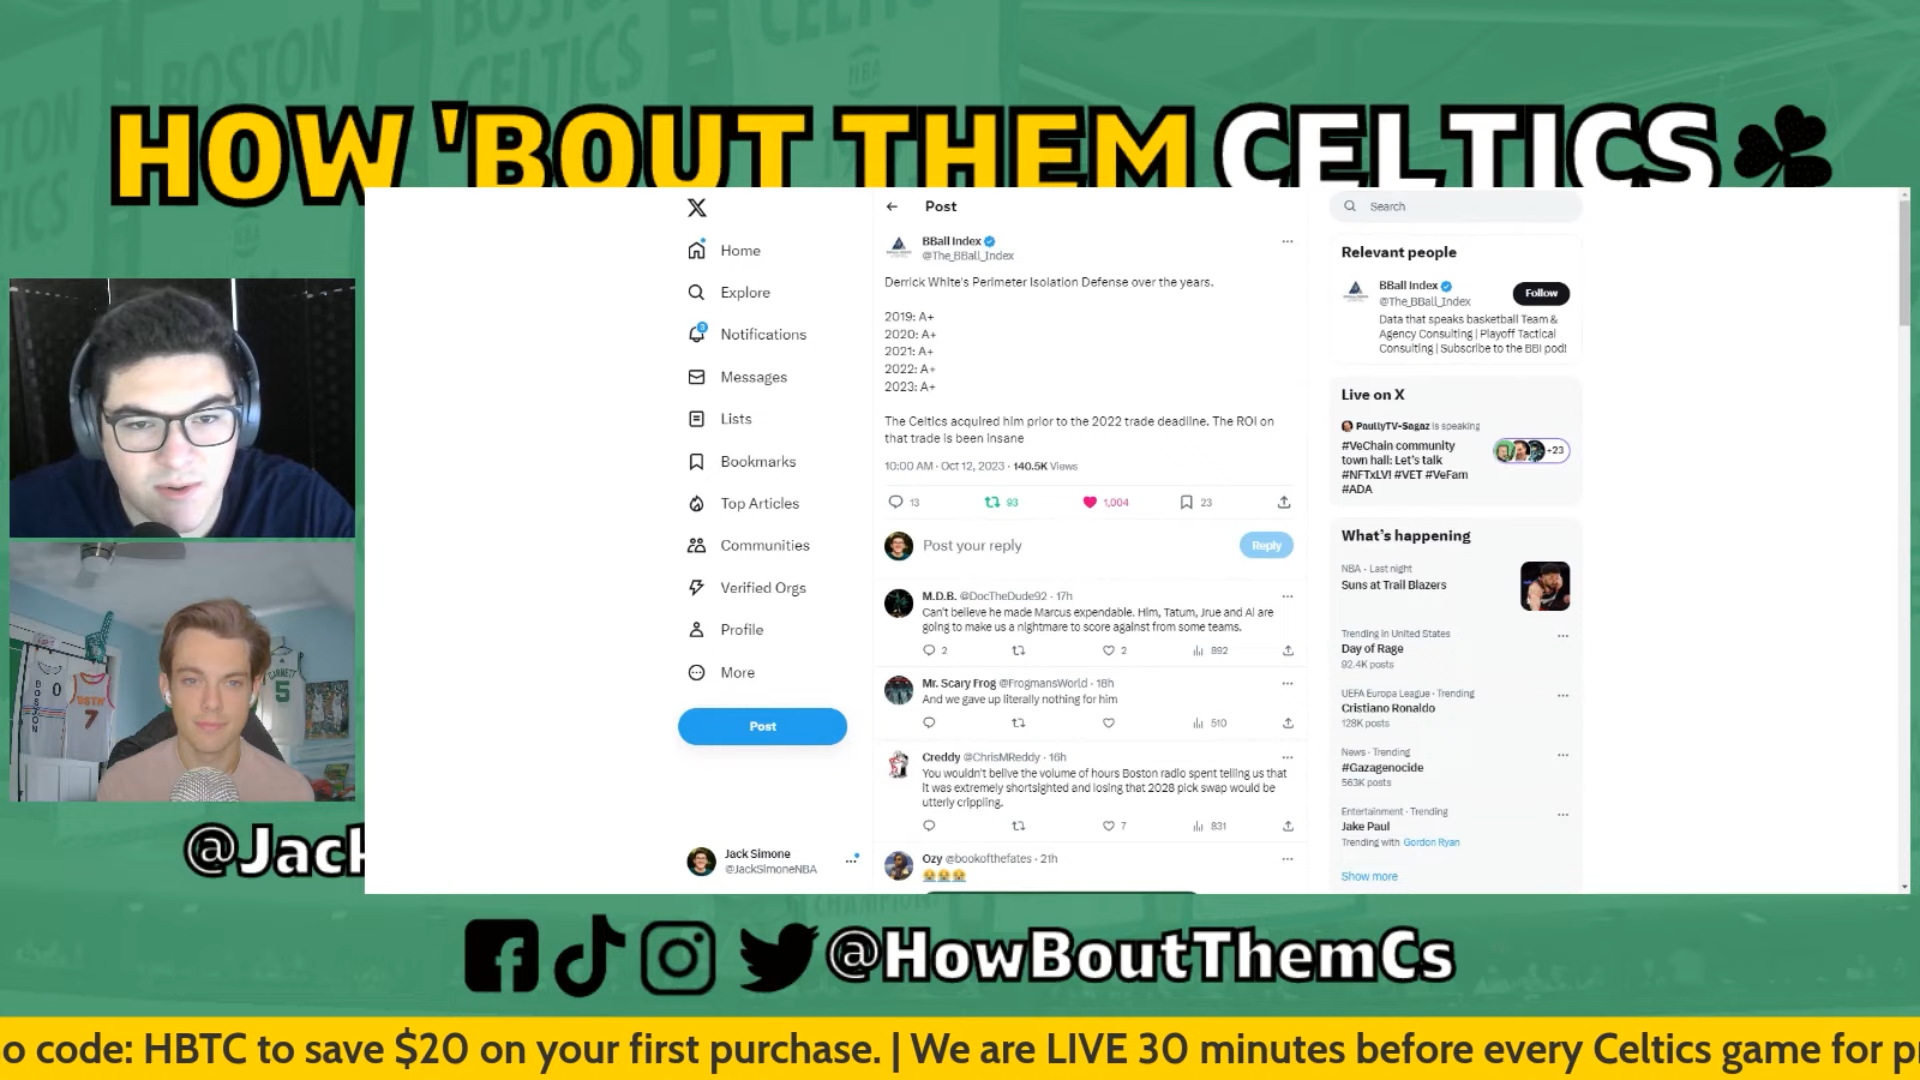 HOW 'BOUT THEM CELTICS
BOSTON
CELTICS
X
Home
Explore
Notifications
Messages
Lists
Bookmarks
Top Articles
Communities
Verified Orgs
Profile
More
Post
Jack Simone
@JackSimoneNBA
Post
BBall Index
@The_BBall_Index
Derrick White's Perimeter Isolation Defense over the years.
2019: A+
2020: A+
2021: A+
2022: A+
2023: A+
The Celtics acquired him prior to the 2022 trade deadline. The ROI on
that trade is been insane
10:00 AM · Oct 12, 2023 · 140.5K Views
13 93 1,004 23
Post your reply
Reply
M.D.B. @DocTheDude92 · 17h
Can't believe he made Marcus expendable. Him, Tatum, Jrue and Al are
going to make us a nightmare to score against from some teams.
2 2 892
Mr. Scary Frog @FrogmansWorld · 18h
And we gave up literally nothing for him
510
Creddy @ChrisMReddy · 16h
You wouldn't belive the volume of hours Boston radio spent telling us that
it was extremely shortsighted and losing that 2028 pick swap would be
utterly crippling.
7 831
Ozy @bookofthefates · 21h
Search
Relevant people
BBall Index
@The_BBall_Index
Follow
Data that speaks basketball Team &
Agency Consulting | Playoff Tactical
Consulting | Subscribe to the BBI pod!
Live on X
PaullyTV-Sagaz is speaking
#VeChain community
town hall: Let's talk
#NFTxLV! #VET #VeFam
#ADA
+23
What's happening
NBA · Last night
Suns at Trail Blazers
Trending in United States
Day of Rage
92.4K posts
UEFA Europa League · Trending
Cristiano Ronaldo
128K posts
News · Trending
#Gazagenocide
563K posts
Entertainment · Trending
Jake Paul
Trending with Gordon Ryan
Show more
BOSTON
0
7
GARNETT
5
@Jack
@HowBoutThemCs
o code: HBTC to save $20 on your first purchase. | We are LIVE 30 minutes before every Celtics game for pr